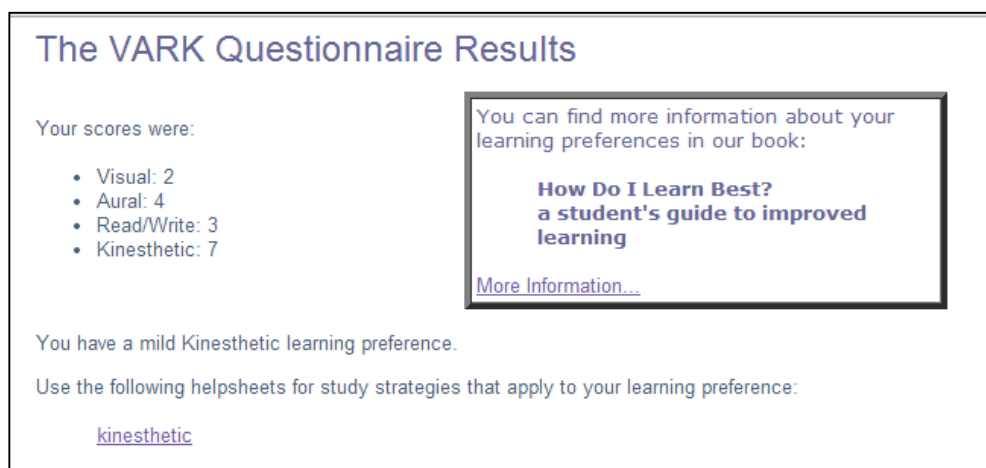 The VARK Questionnaire Results
Your scores were:
• Visual: 2
• Aural: 4
• Read/Write: 3
• Kinesthetic: 7
You can find more information about your
learning preferences in our book:
How Do I Learn Best?
a student's guide to improved
learning
More Information...
You have a mild Kinesthetic learning preference.
Use the following helpsheets for study strategies that apply to your learning preference:
kinesthetic